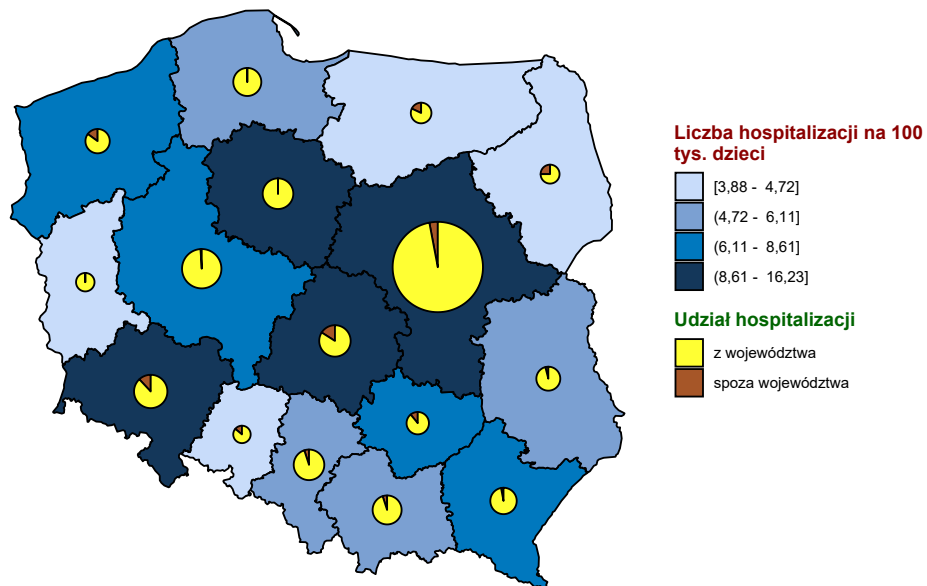 Liczba hospitalizacji na 100
tys. dzieci
[3,88 - 4,72]
(4,72 - 6,11]
(6,11 - 8,61]
(8,61 - 16,23]
Udział hospitalizacji
z województwa
spoza województwa